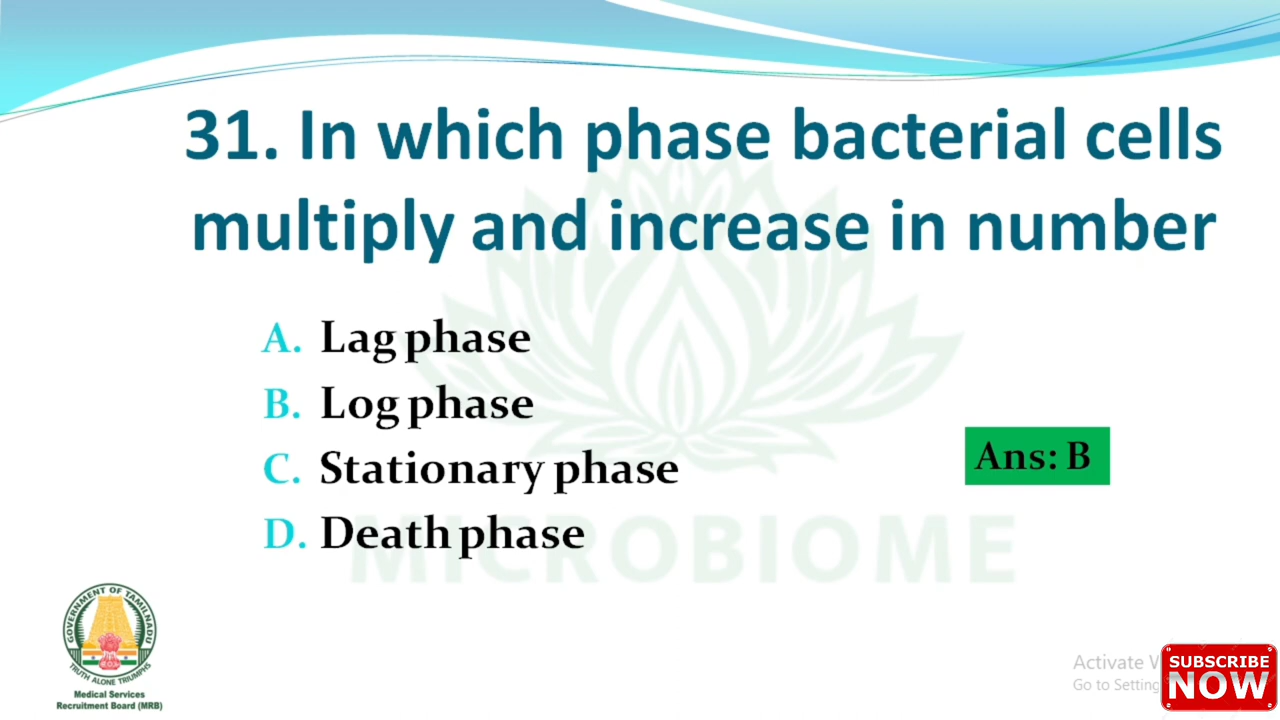 31. In which phase bacterial cells
multiply and increase in number
A. Lag phase
B. Log phase
C. Stationary phase
D. Death phase
Ans: B
MICROBIOME
GOVERNMENT OF TAMILNADU
TRUTH ALONE TRIUMPHS
Medical Services
Recruitment Board (MRB)
Activate
Go to Setting
SUBSCRIBE
NOW